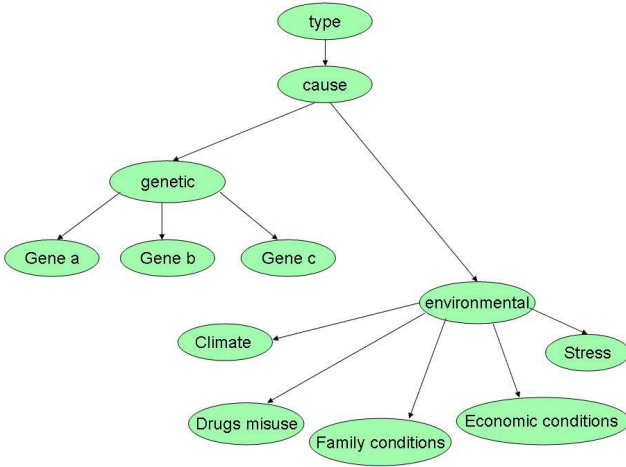 type
cause
genetic
Gene a
Gene b
Gene c
environmental
Climate
Stress
Drugs misuse
Family conditions
Economic conditions